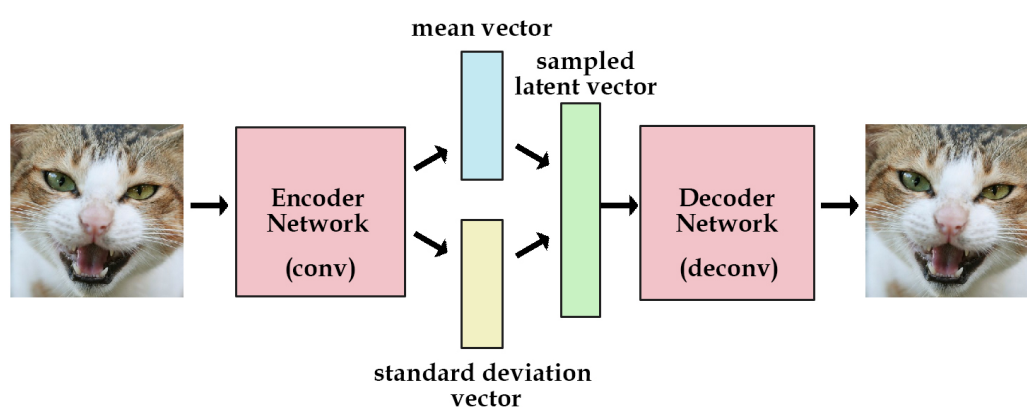 mean vector
sampled
latent vector
Encoder
Network
(conv)
Decoder
Network
(deconv)
standard deviation
vector